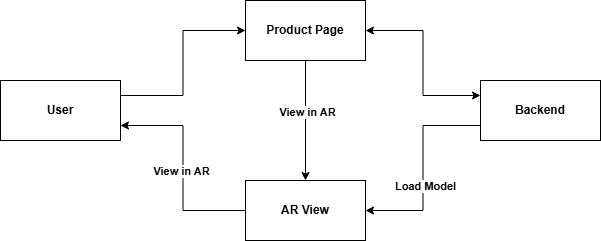 Product Page
User
View in AR
Backend
View in AR
Load Model
AR View